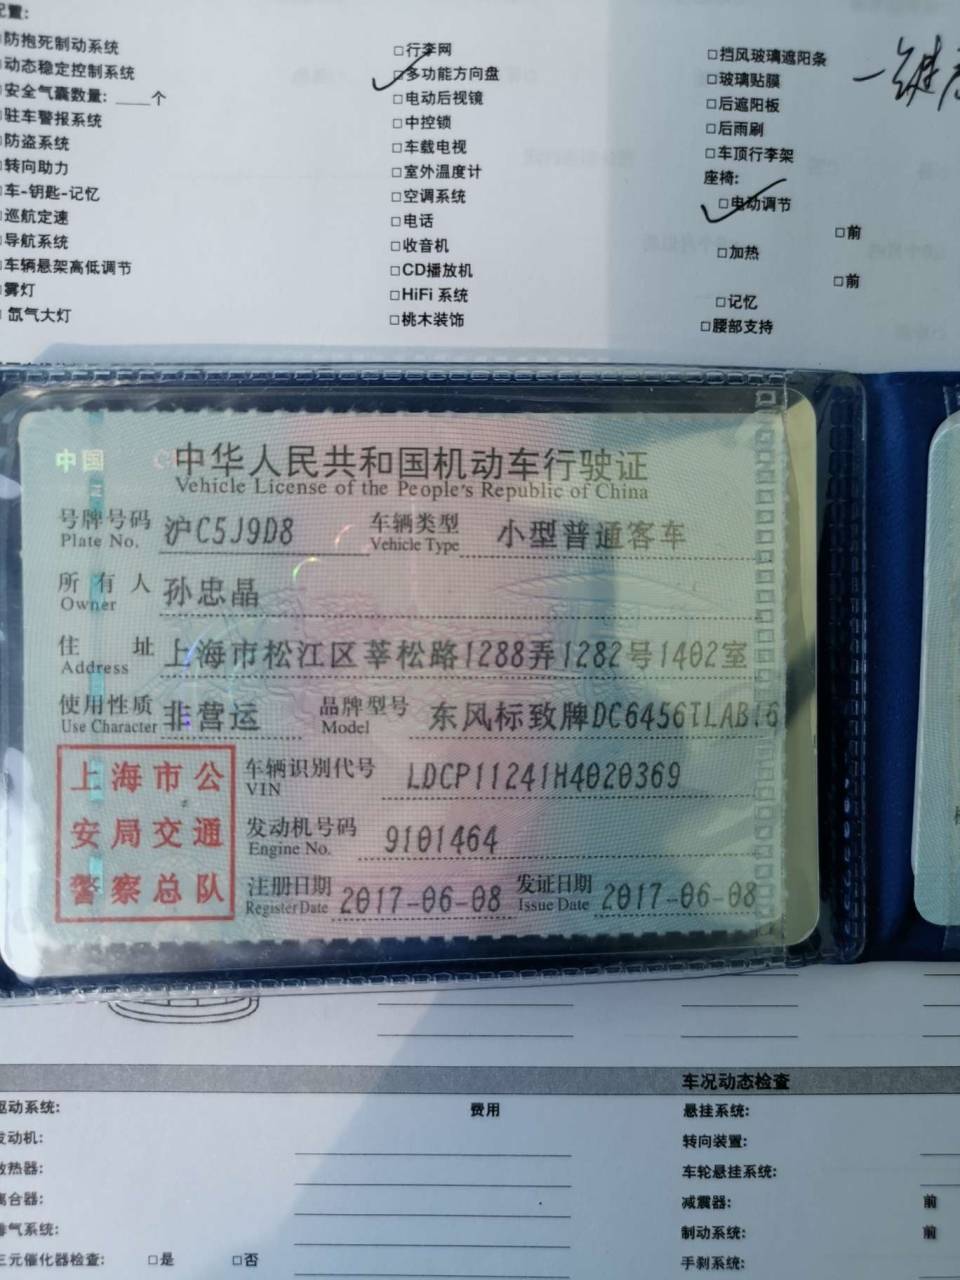 配置:
防抱死制动系统
动态稳定控制系统
安全气囊数量: ____个
驻车警报系统
防盗系统
转向助力
车-钥匙-记忆
巡航定速
导航系统
车辆悬架高低调节
雾灯
氙气大灯
□行李网
□多功能方向盘
□电动后视镜
□中控锁
□车载电视
□室外温度计
□空调系统
□电话
□收音机
□CD播放机
□HiFi 系统
□桃木装饰
□挡风玻璃遮阳条
□玻璃贴膜
□后遮阳板
□后雨刷
□车顶行李架
座椅:
□电动调节
□前
□加热
□前
□记忆
□腰部支持
一键
中国
中华人民共和国机动车行驶证
Vehicle License of the People's Republic of China
号牌号码 沪C5J9D8 车辆类型 小型普通客车
Plate No. Vehicle Type
所有人 孙忠晶
Owner
住址 上海市松江区莘松路1288弄1282号1402室
Address
使用性质 非营运 品牌型号 东风标致牌DC6456TLAB16
Use Character Model
上海市公
安局交通
警察总队
车辆识别代号 LDCP11241H4020369
VIN
发动机号码 9101464
Engine No.
注册日期 2017-06-08 发证日期 2017-06-08
Register Date Issue Date
车况动态检查
驱动系统: 费用
发动机:
散热器:
离合器:
排气系统:
三元催化器检查: □是 □否
悬挂系统:
转向装置:
车轮悬挂系统:
减震器: 前
制动系统: 前
手刹系统: